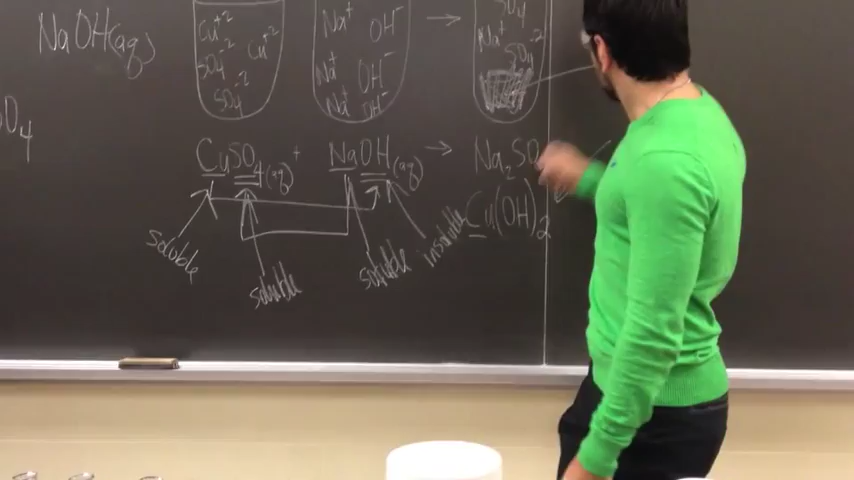 NaOH(aq)
Cu+2 Cu+2
SO4-2
SO4-2
Na+ OH-
Na+ OH-
Na+ OH-
→
SO4
Na+ -2
SO4
O4
CuSO4(aq) + NaOH(aq) → Na2SO
Cu(OH)2
soluble
soluble
soluble
insoluble